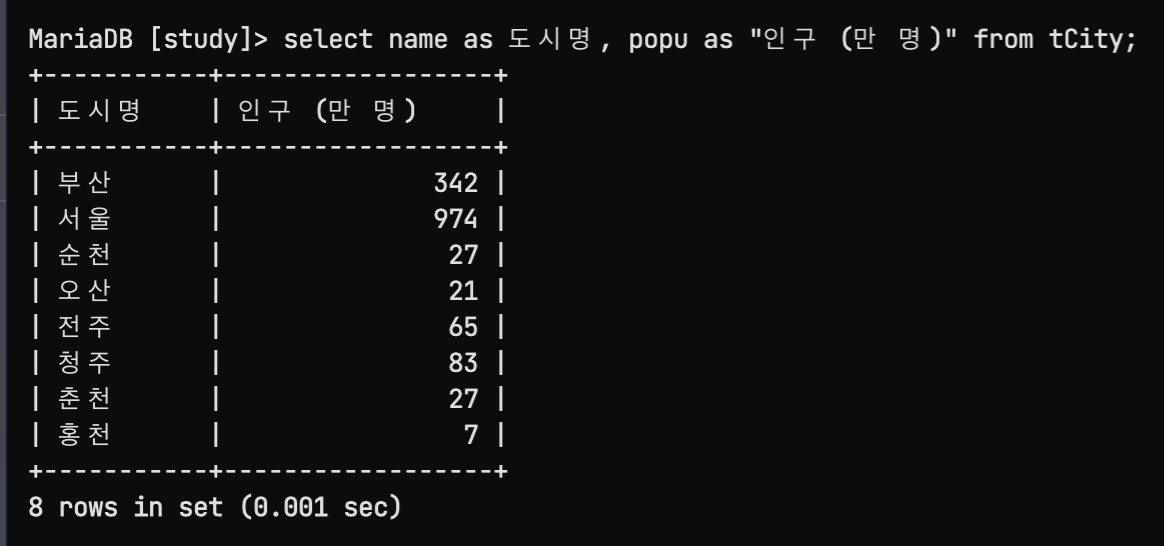 MariaDB [study]> select name as 도시명, popu as "인구 (만 명)" from tCity;
+-----------+------------------+
| 도시명    | 인구 (만 명)     |
+-----------+------------------+
| 부산      |              342 |
| 서울      |              974 |
| 순천      |               27 |
| 오산      |               21 |
| 전주      |               65 |
| 청주      |               83 |
| 춘천      |               27 |
| 홍천      |                7 |
+-----------+------------------+
8 rows in set (0.001 sec)